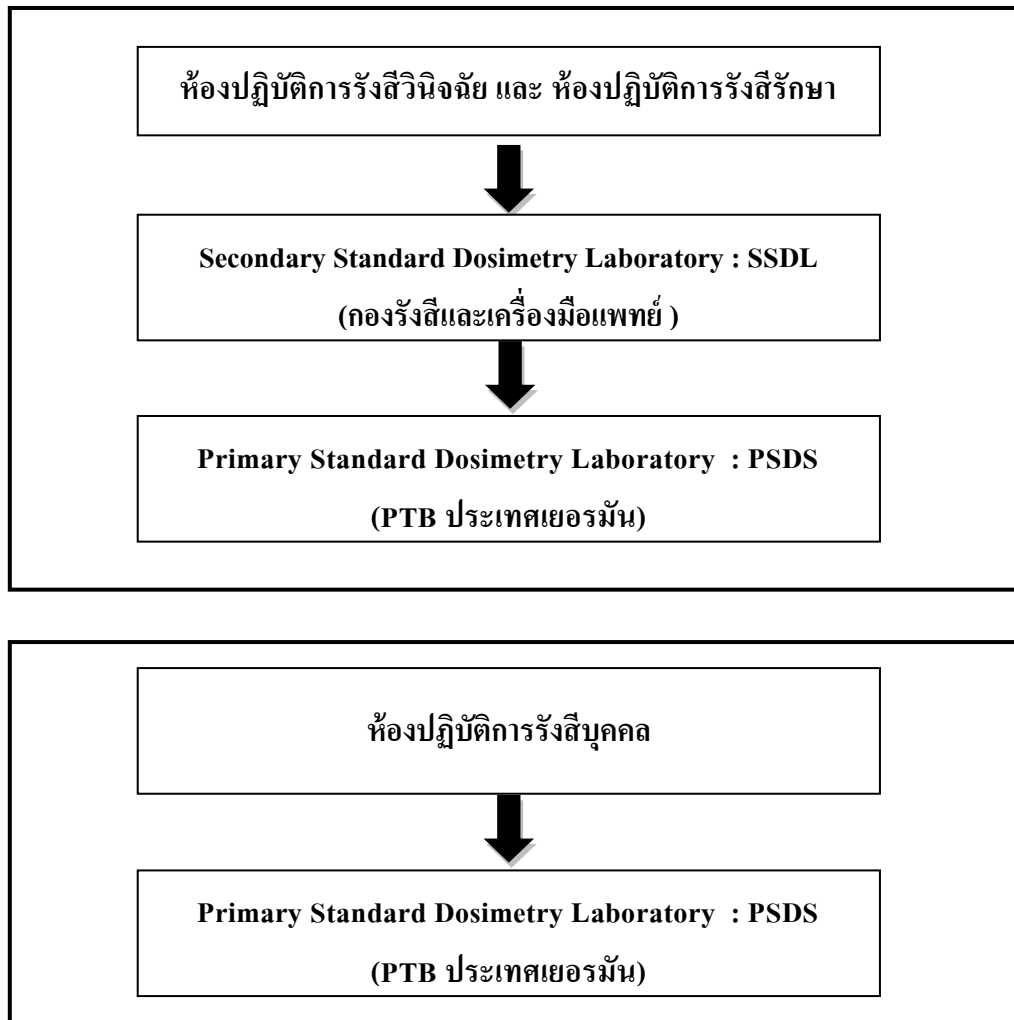 ห้องปฏิบัติการรังสีวินิจฉัย และ ห้องปฏิบัติการรังสีรักษา
Secondary Standard Dosimetry Laboratory : SSDL
(กองรังสีและเครื่องมือแพทย์ )
Primary Standard Dosimetry Laboratory : PSDS
(PTB ประเทศเยอรมัน)
ห้องปฏิบัติการรังสีบุคคล
Primary Standard Dosimetry Laboratory : PSDS
(PTB ประเทศเยอรมัน)